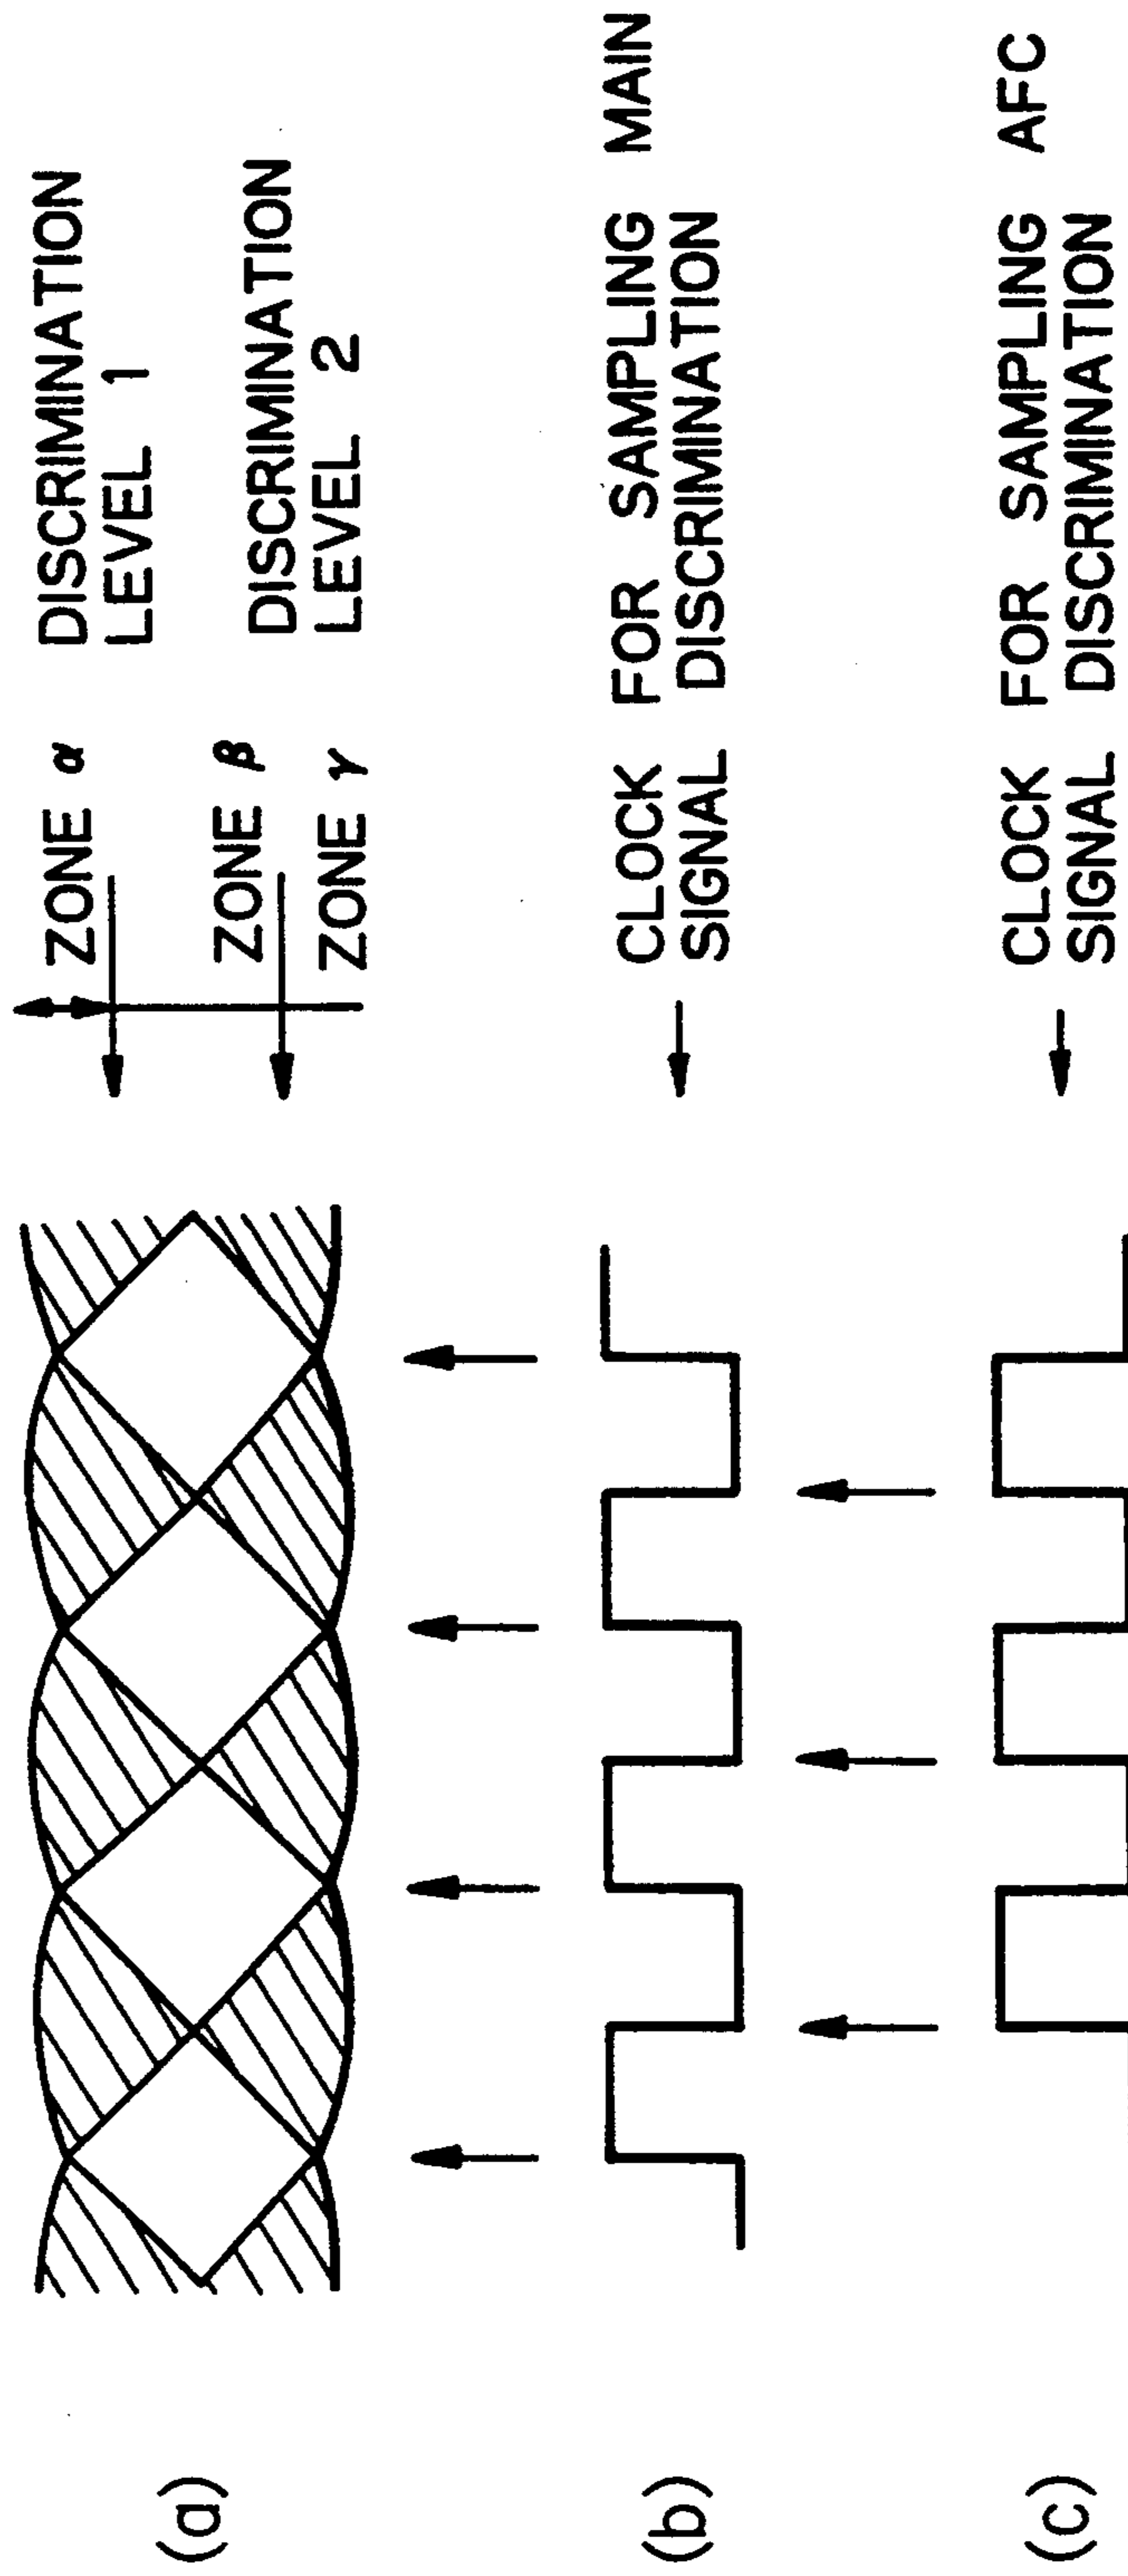 (a)
ZONE α
DISCRIMINATION
LEVEL 1
ZONE β
DISCRIMINATION
LEVEL 2
ZONE γ
(b)
CLOCK FOR SAMPLING MAIN
SIGNAL DISCRIMINATION
(c)
CLOCK FOR SAMPLING AFC
SIGNAL DISCRIMINATION